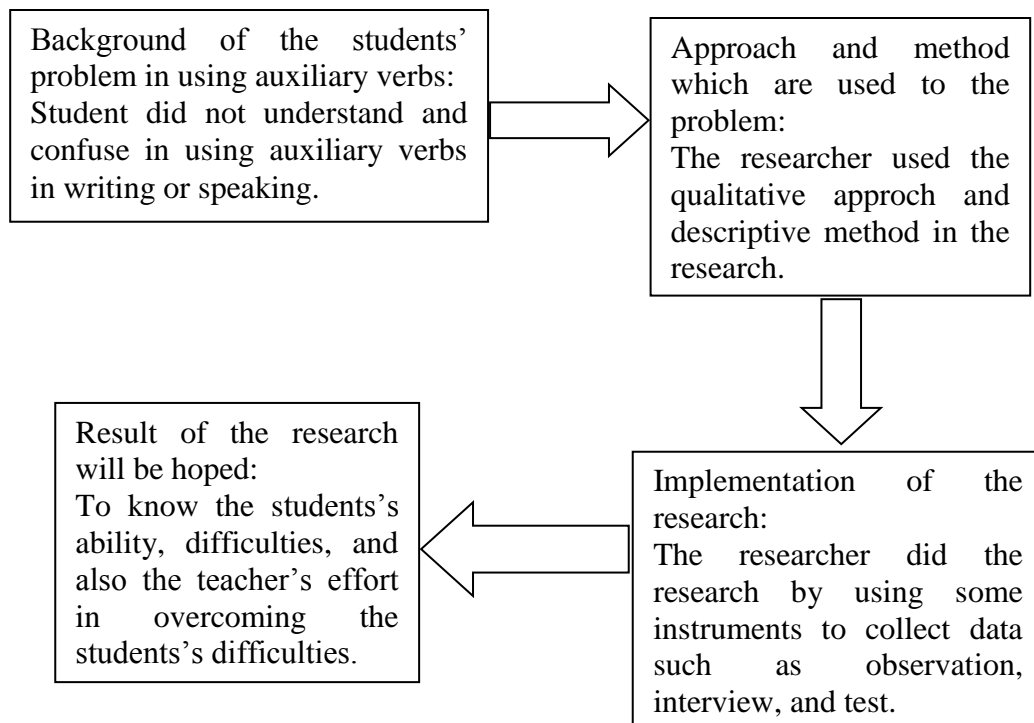 Background of the students’
problem in using auxiliary verbs:
Student did not understand and
confuse in using auxiliary verbs
in writing or speaking.
Approach and method
which are used to the
problem:
The researcher used the
qualitative approch and
descriptive method in the
research.
Implementation of the
research:
The researcher did the
research by using some
instruments to collect data
such as observation,
interview, and test.
Result of the research
will be hoped:
To know the students’s
ability, difficulties, and
also the teacher’s effort
in overcoming the
students’s difficulties.